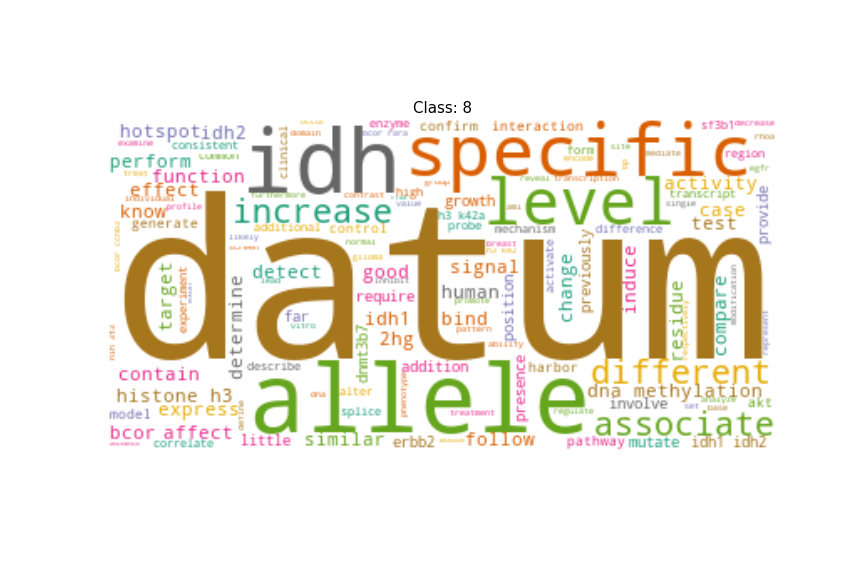 Class: 8
hotspot idh2 clinical domain bcor rara enzyme confirm interaction sf3b1 decrease
examine consistent common idh specific form site mediate rhoa
perform function encode region egfr
treat individual furthermore contrast high reveal transcription activity
effect profile value growth level single transcript
know increase h3 k42a probe case provide
generate additional control mechanism difference test
likely normal breast activate previously
glioma datum
target experiment determine detect lead good inhibit signal human promote position change induce residue compare modification
require
far idh1 bind
vitro 2hg pattern represent
dnmt3b7 ability
contain describe addition presence harbor different
histone h3 allele dna alter phenotype dna methylation
model express define splice treatment regulate involve set base analyze akt
bcor affect associate
correlate little similar erbb2 follow pathway mutate idh1 idh2